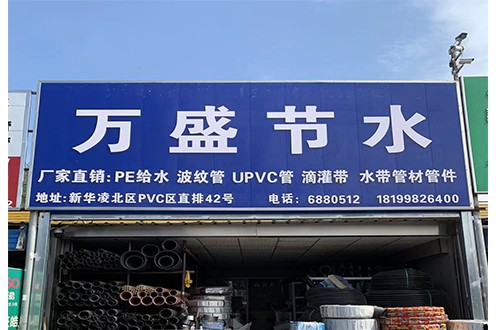 万盛节水
厂家直销:PE给水 波纹管 UPVC管 滴灌带 水带管材管件
地址:新华凌北区PVC区直排42号 电话: 6880512 18199826400